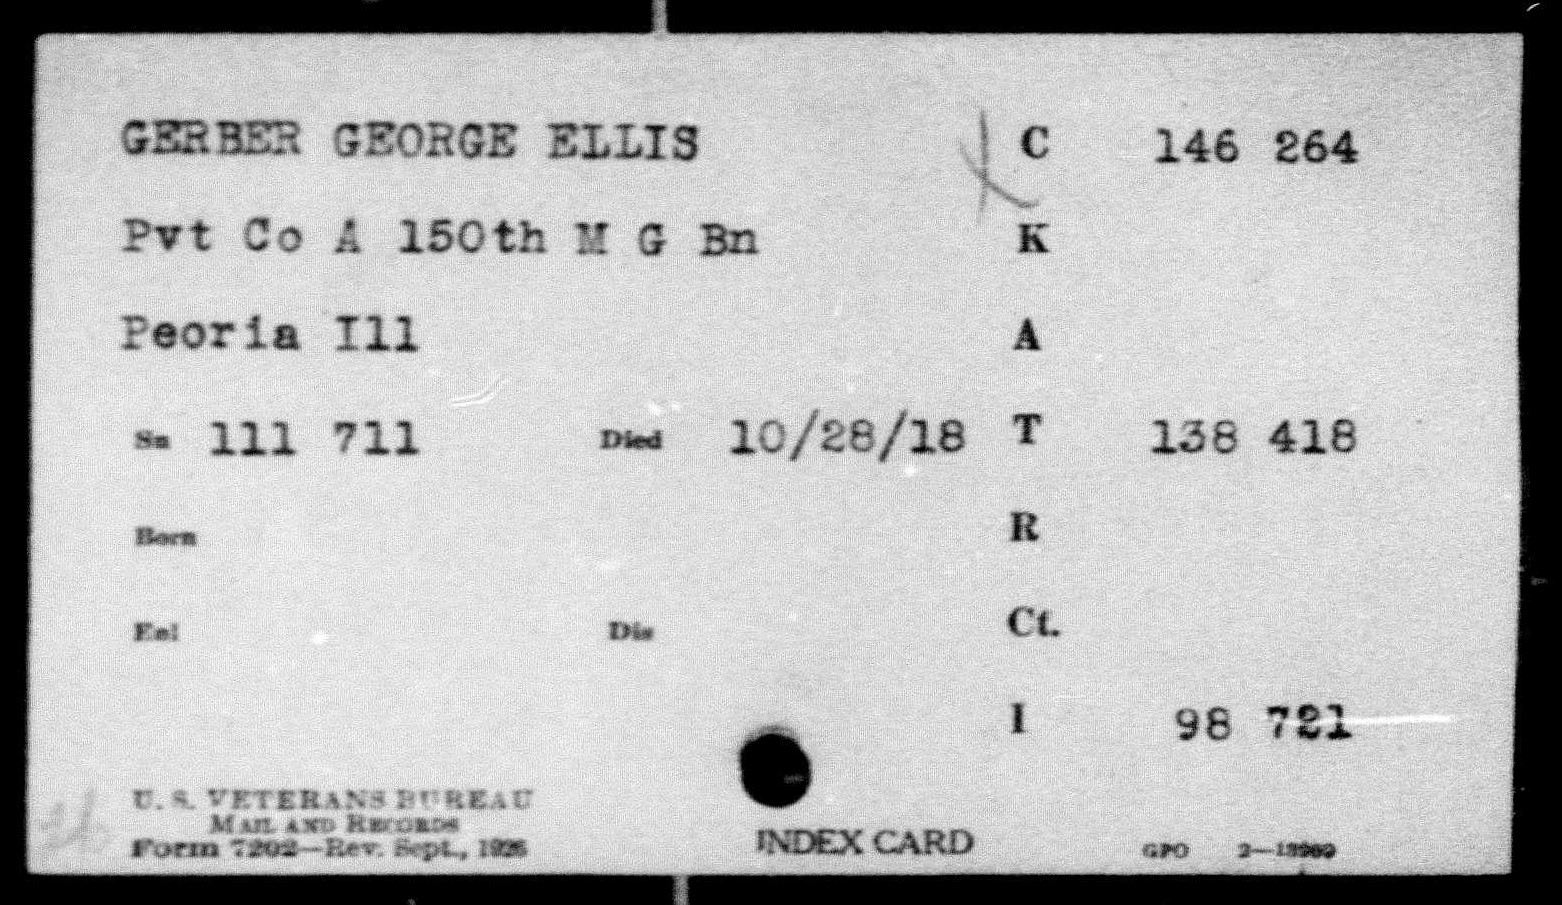 GERBER GEORGE ELLIS C 146 264
Pvt Co A 150th M G Bn K
Peoria Ill A
Sn 111 711 Died 10/28/18 T 138 418
Born R
Enl Dis Ct.
I 98 721
U. S. VETERANS BUREAU
MAIL AND RECORDS
Form 7202—Rev. Sept., 1926
INDEX CARD
GPO